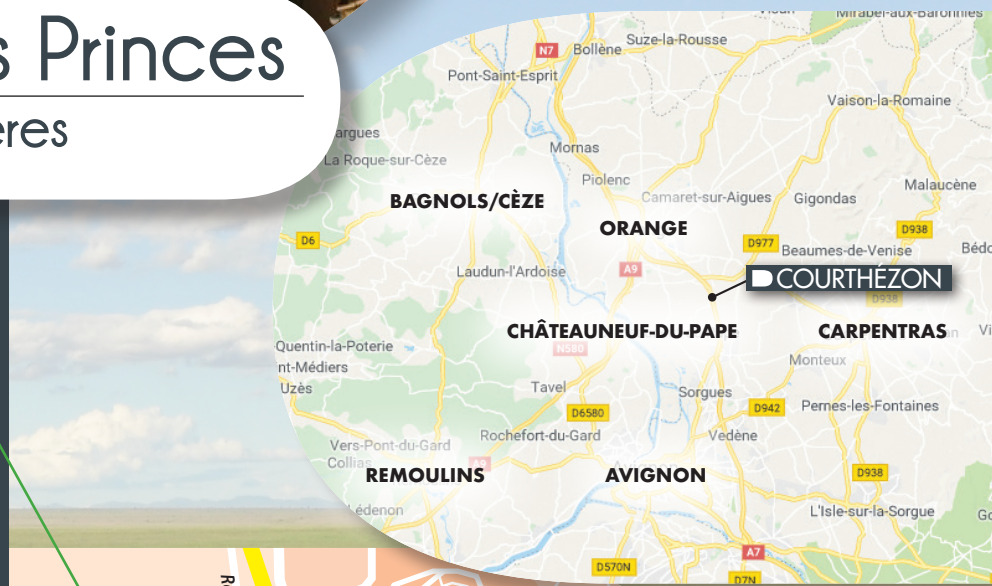 s Princes
ères
Mirabel-aux-Baronnies
N7
Bollène
Suze-la-Rousse
Pont-Saint-Esprit
Vaison-la-Romaine
argues
La Roque-sur-Cèze
Mornas
Piolenc
Camaret-sur-Aigues
Gigondas
Malaucène
BAGNOLS/CÈZE
ORANGE
D6
D977
D938
Beaumes-de-Venise
Bédo
Laudun-l'Ardoise
A9
COURTHÉZON
D938
CHÂTEAUNEUF-DU-PAPE
CARPENTRAS
Quentin-la-Poterie
N580
Monteux
nt-Médiers
Uzès
Tavel
Sorgues
D6580
D942
Pernes-les-Fontaines
Vers-Pont-du-Gard
Rochefort-du-Gard
Vedène
Collias
A9
REMOULINS
AVIGNON
D938
Lédenon
L'Isle-sur-la-Sorgue
A7
D570N
D7N